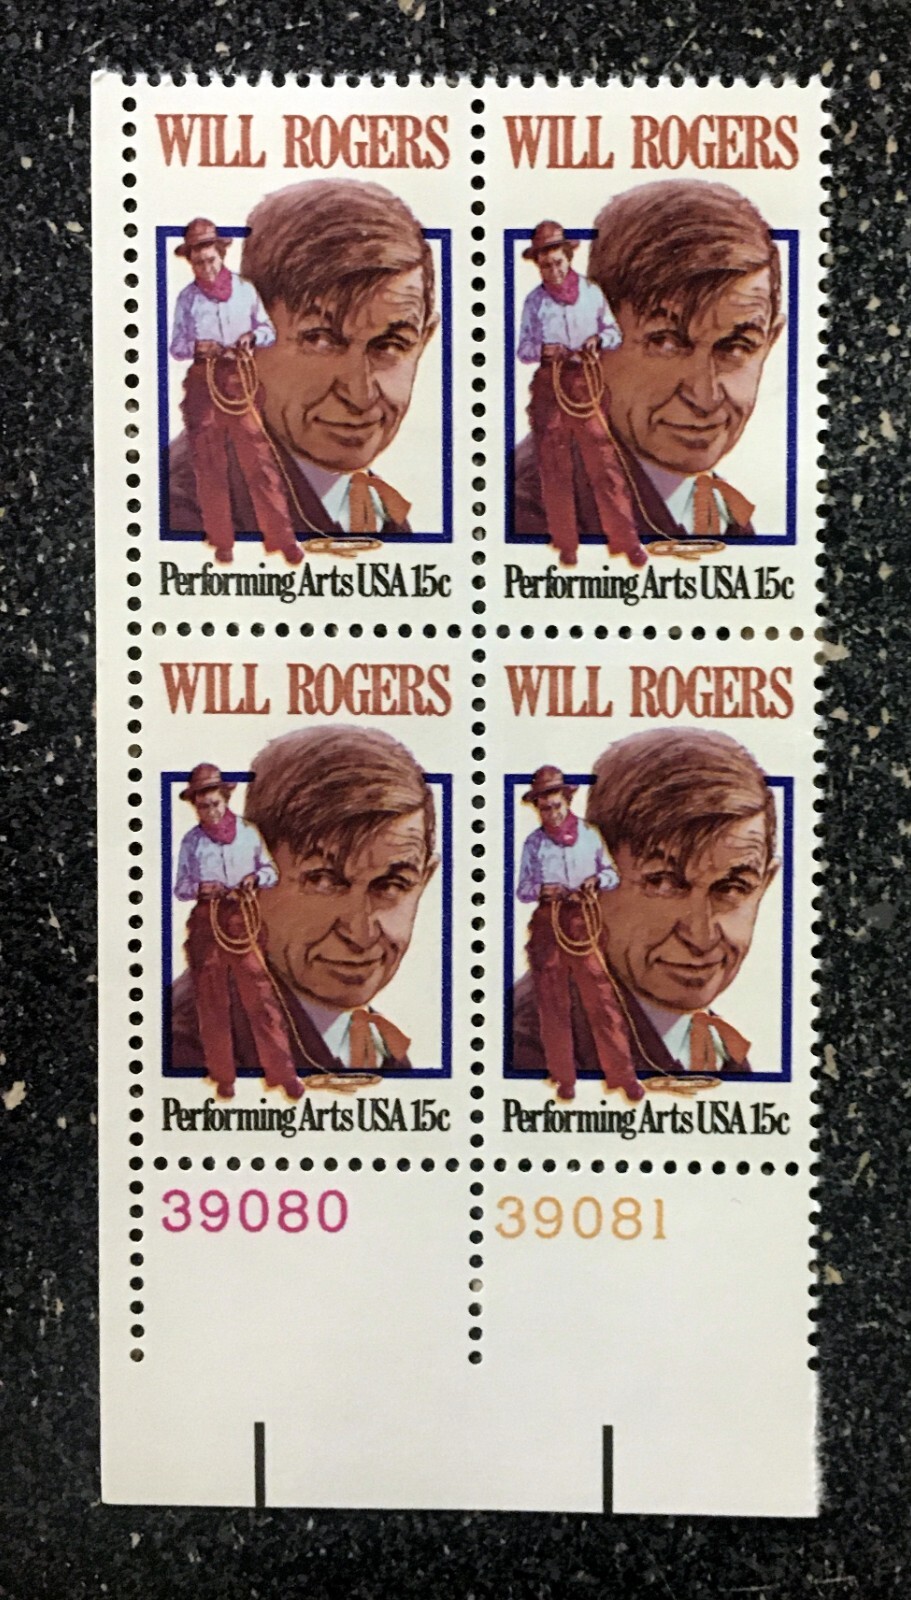 WILL ROGERS WILL ROGERS
Performing Arts USA 15c Performing Arts USA 15c
WILL ROGERS WILL ROGERS
Performing Arts USA 15c Performing Arts USA 15c
39080 39081